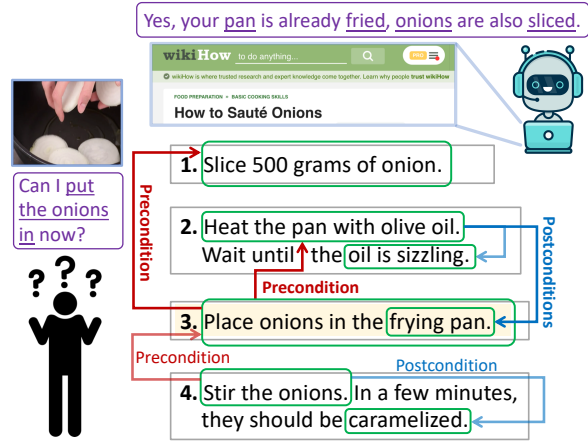 Yes, your pan is already fried, onions are also sliced.
wikiHow to do anything...
PRO
wikiHow is where trusted research and expert knowledge come together. Learn why people trust wikiHow
FOOD PREPARATION » BASIC COOKING SKILLS
How to Sauté Onions
Can I put
the onions
in now?
? ? ?
Precondition
1. Slice 500 grams of onion.
2. Heat the pan with olive oil.
Wait until the oil is sizzling.
Postconditions
Precondition
3. Place onions in the frying pan.
Precondition
Postcondition
4. Stir the onions. In a few minutes,
they should be caramelized.